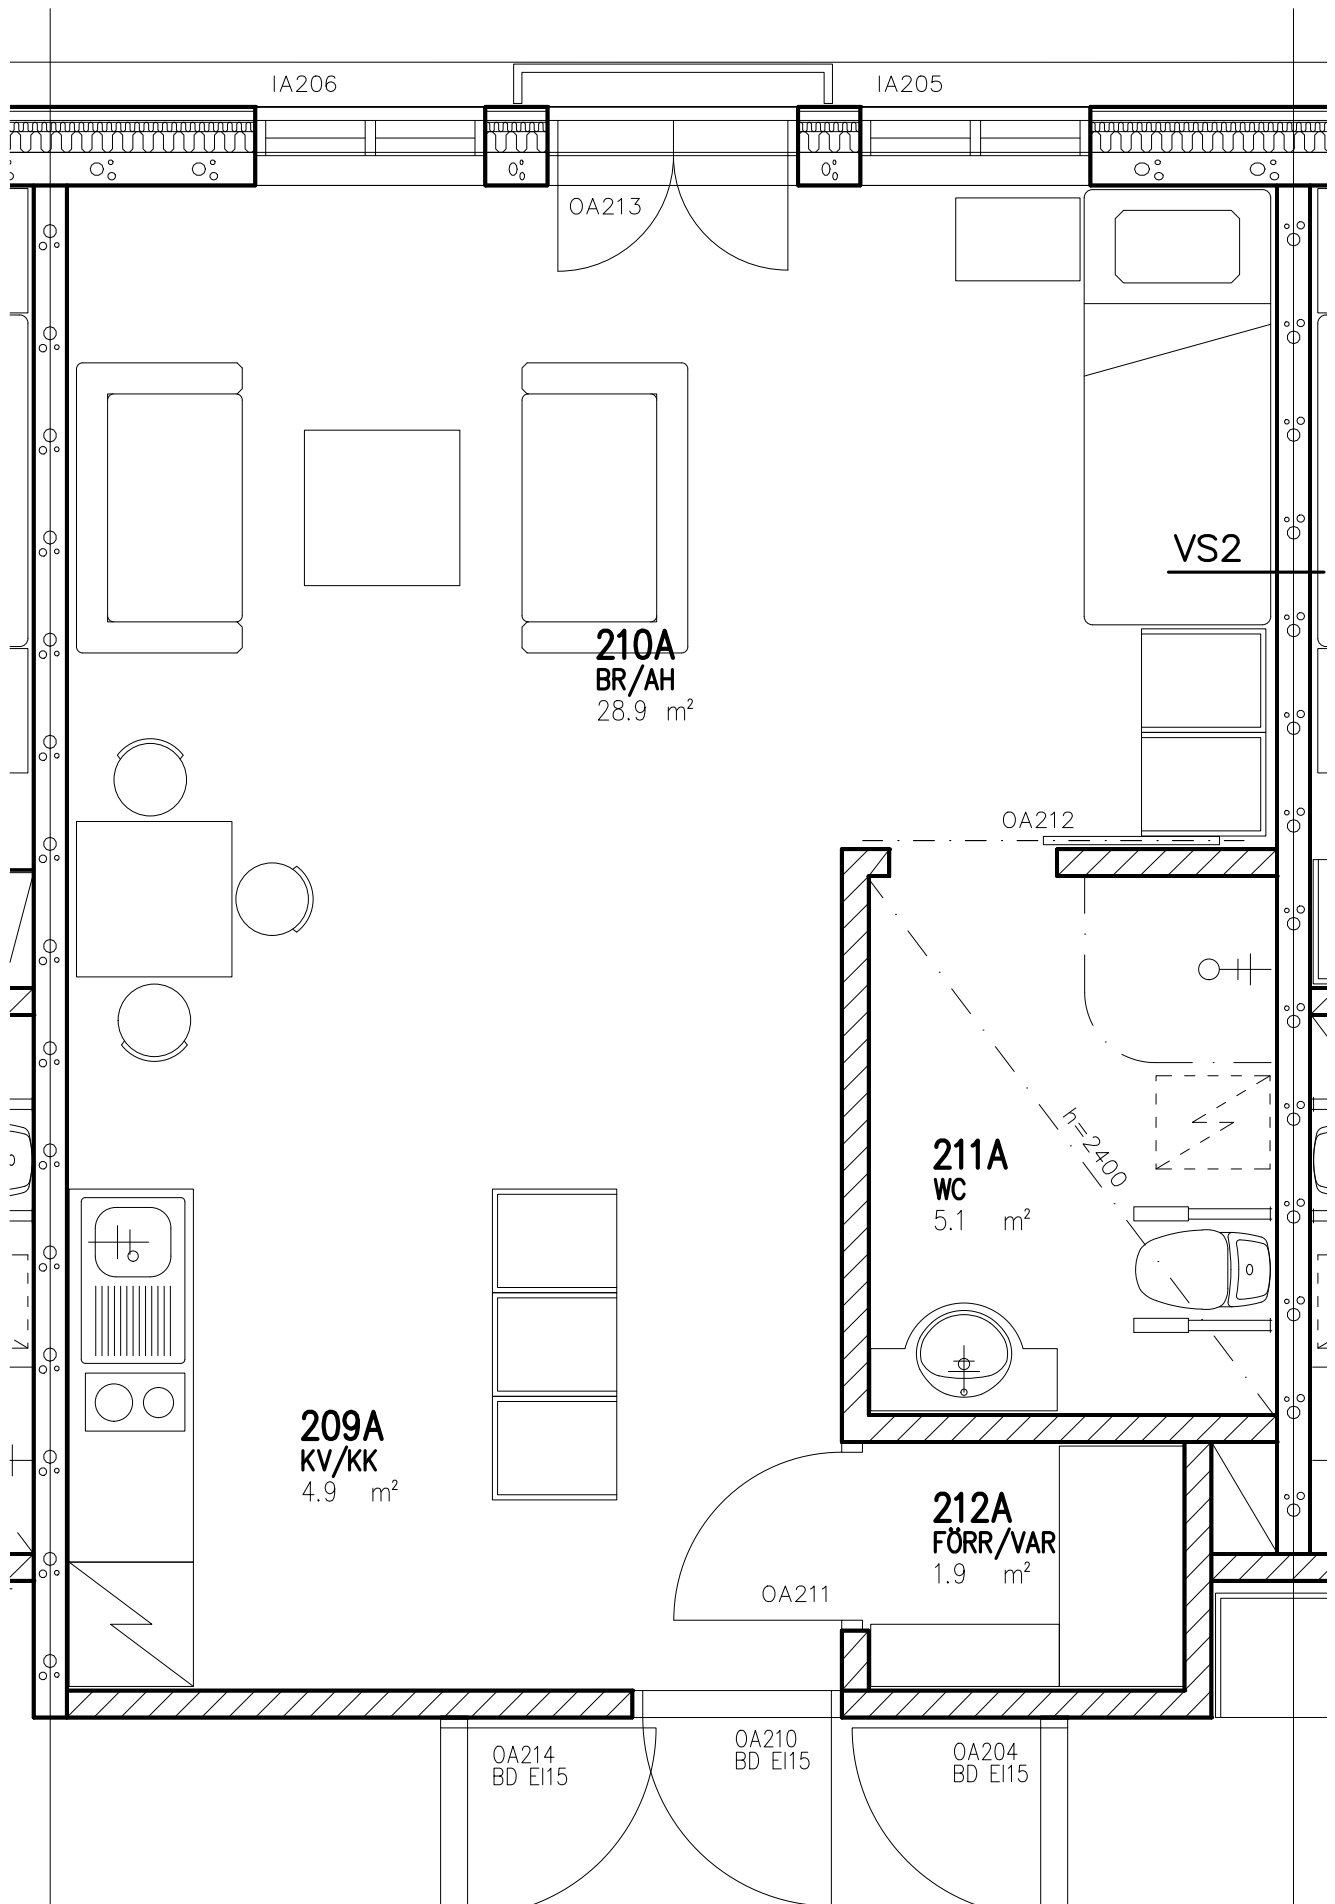 IA206
IA205
OA213
VS2
210A
BR/AH
28.9 m²
OA212
h=2400
211A
WC
5.1 m²
209A
KV/KK
4.9 m²
212A
FÖRR/VAR
1.9 m²
OA211
OA214
BD EI15
OA210
BD EI15
OA204
BD EI15